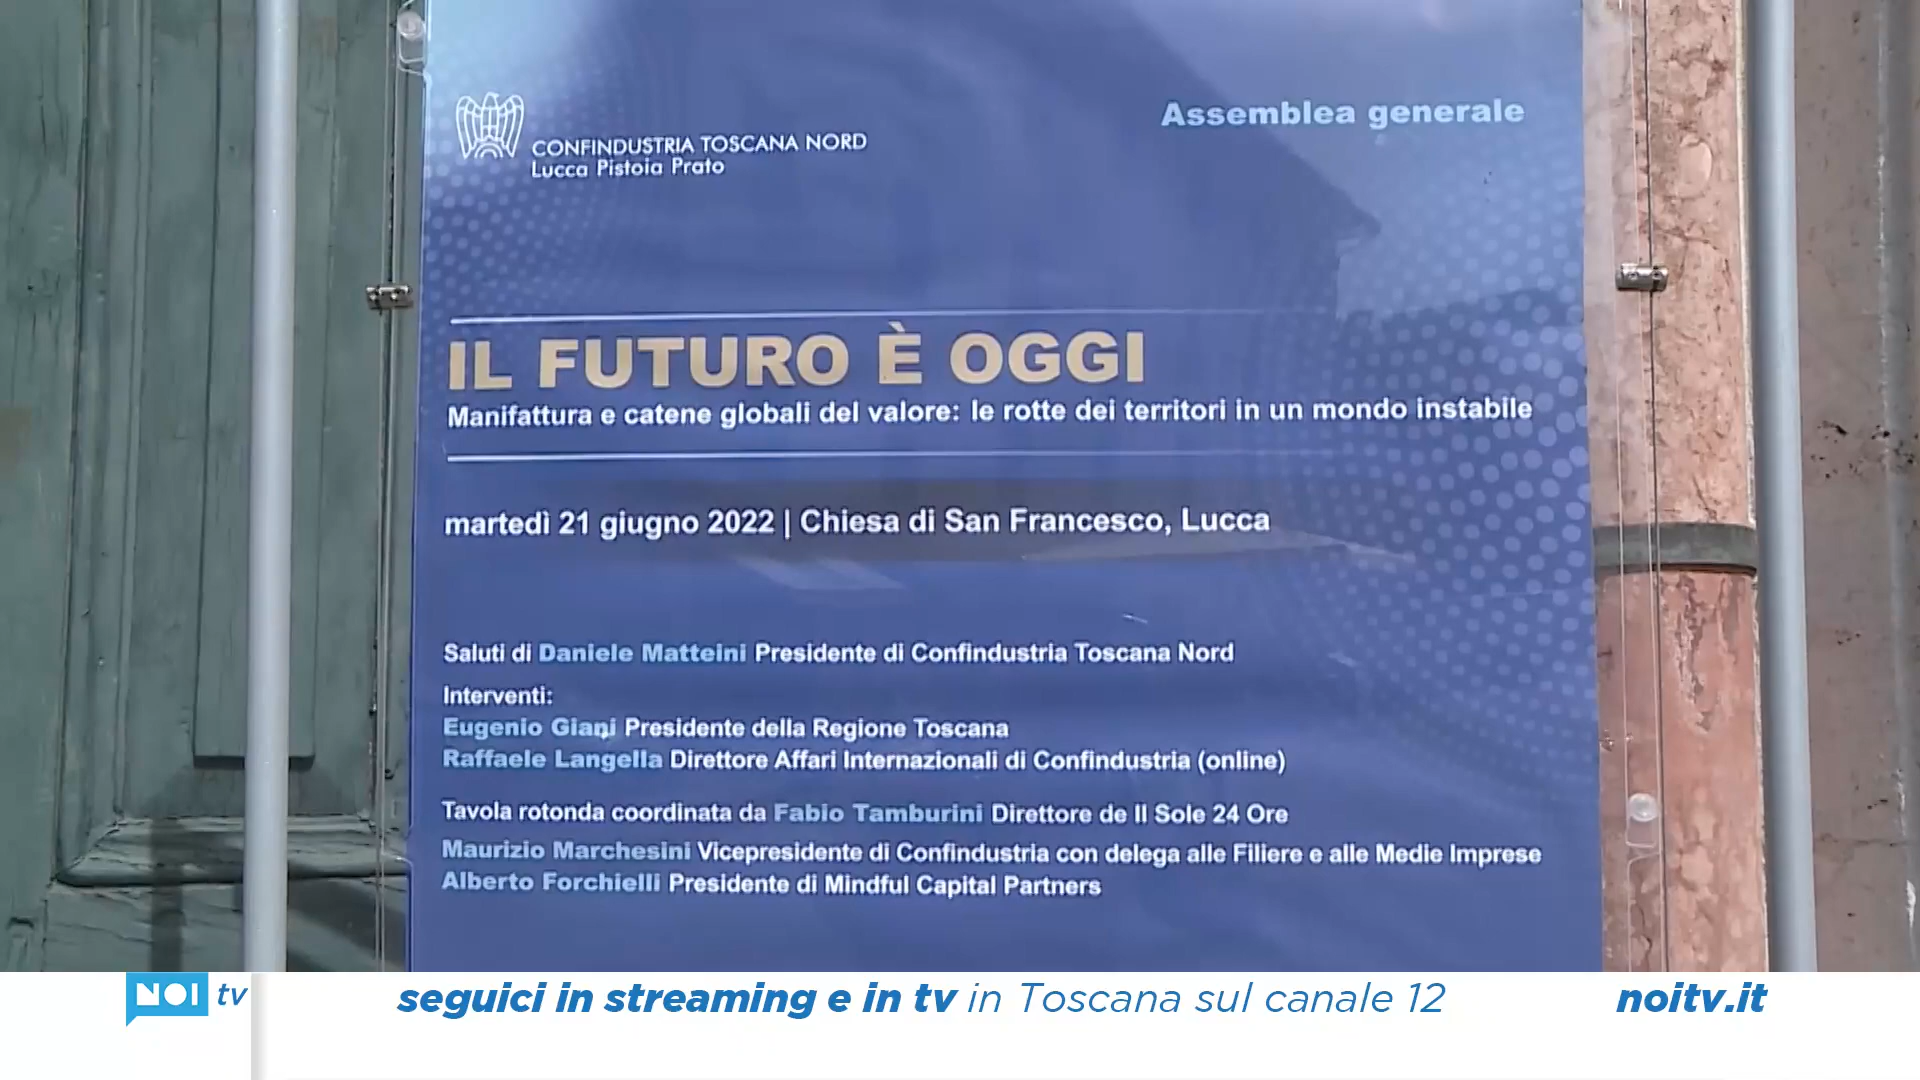 CONFINDUSTRIA TOSCANA NORD
Lucca Pistoia Prato
Assemblea generale
IL FUTURO È OGGI
Manifattura e catene globali del valore: le rotte dei territori in un mondo instabile
martedì 21 giugno 2022 | Chiesa di San Francesco, Lucca
Saluti di Daniele Matteini Presidente di Confindustria Toscana Nord
Interventi:
Eugenio Giani Presidente della Regione Toscana
Raffaele Langella Direttore Affari Internazionali di Confindustria (online)
Tavola rotonda coordinata da Fabio Tamburini Direttore de Il Sole 24 Ore
Maurizio Marchesini Vicepresidente di Confindustria con delega alle Filiere e alle Medie Imprese
Alberto Forchielli Presidente di Mindful Capital Partners
NOI tv
seguici in streaming e in tv in Toscana sul canale 12
noitv.it